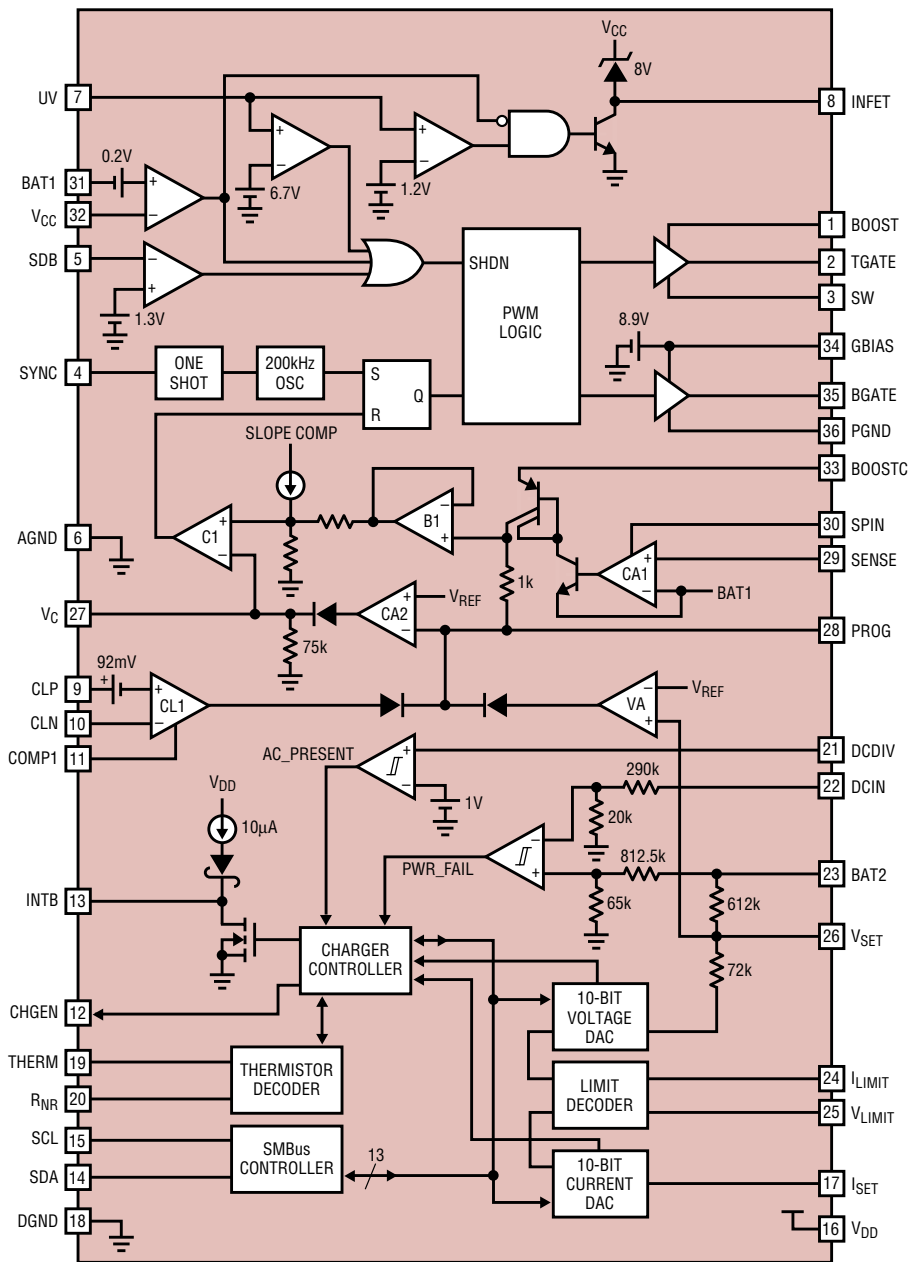 VCC
8V
UV
7
8
INFET
0.2V
BAT1
31
+
−
+
−
+
−
6.7V
1.2V
VCC
32
1
BOOST
SDB
5
−
+
SHDN
2
TGATE
1.3V
PWM
LOGIC
3
SW
8.9V
34
GBIAS
SYNC
4
ONE
SHOT
200kHz
OSC
S
Q
R
35
BGATE
36
PGND
SLOPE COMP
33
BOOSTC
AGND
6
C1
+
−
B1
−
+
30
SPIN
1k
CA1
+
−
29
SENSE
BAT1
VC
27
CA2
+
−
VREF
75k
28
PROG
92mV
CLP
9
+
+
CL1
−
VA
−
+
VREF
CLN
10
COMP1
11
AC_PRESENT
+
−
21
DCDIV
1V
290k
22
DCIN
VDD
10µA
20k
−
+
PWR_FAIL
812.5k
23
BAT2
INTB
13
65k
612k
26
VSET
CHARGER
CONTROLLER
72k
CHGEN
12
10-BIT
VOLTAGE
DAC
THERM
19
THERMISTOR
DECODER
RNR
20
LIMIT
DECODER
24
ILIMIT
25
VLIMIT
SCL
15
SMBus
CONTROLLER
13
SDA
14
10-BIT
CURRENT
DAC
17
ISET
DGND
18
16
VDD